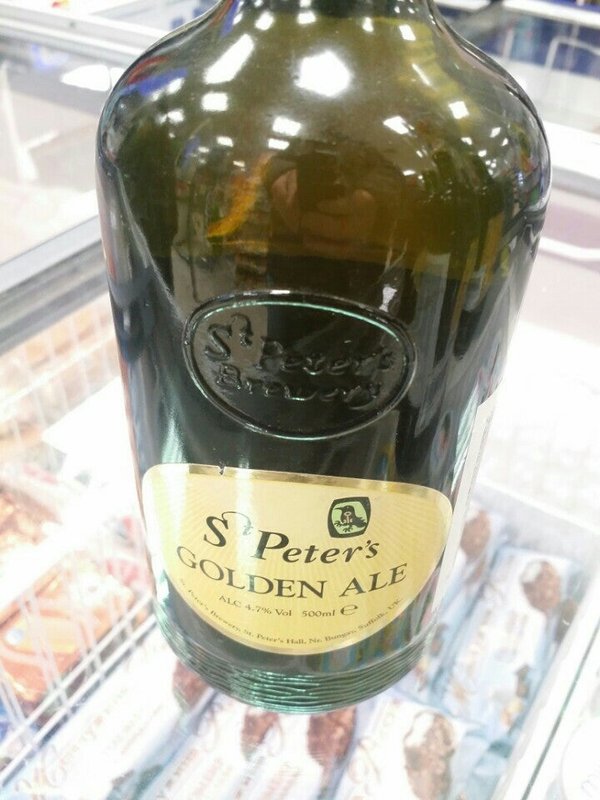 St Peter's
Brewery
St Peter's
GOLDEN ALE
ALC 4.7% Vol 500ml e
St. Peter's Brewery, St. Peter's Hall, Nr. Bungay, Suffolk, UK.